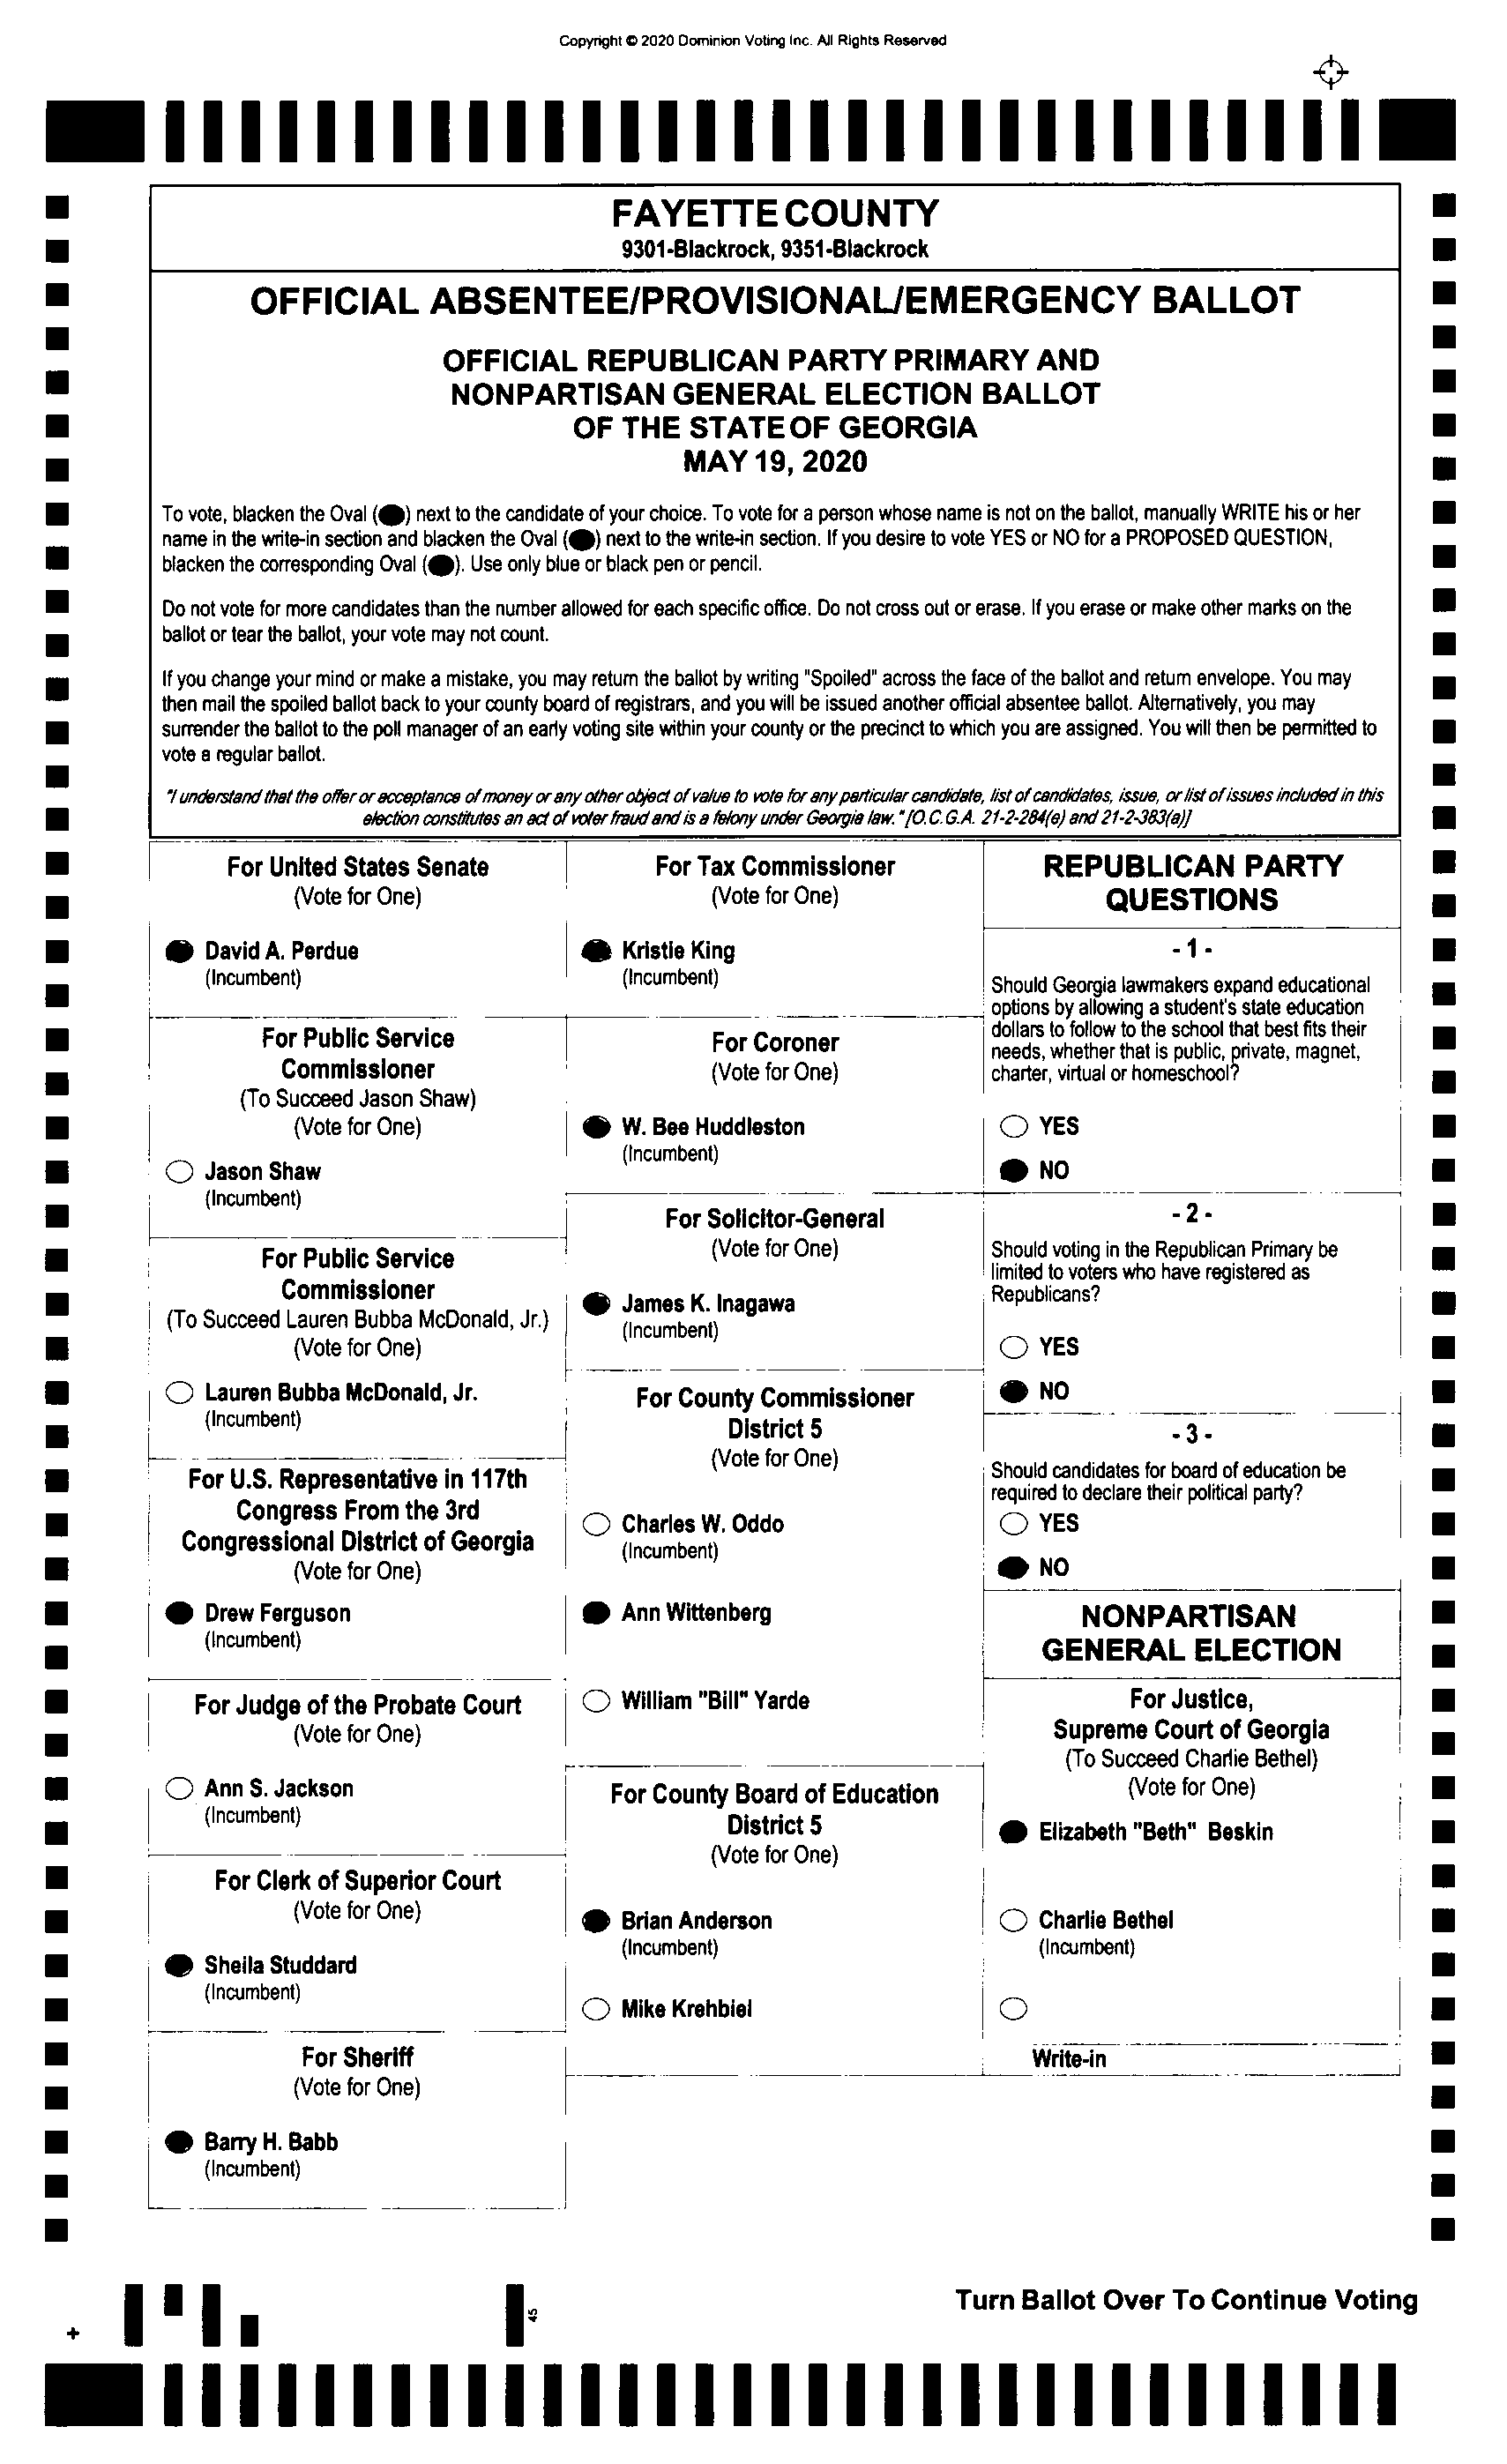 Copyright © 2020 Dominion Voting Inc. All Rights Reserved
FAYETTE COUNTY
9301-Blackrock, 9351-Blackrock
OFFICIAL ABSENTEE/PROVISIONAL/EMERGENCY BALLOT
OFFICIAL REPUBLICAN PARTY PRIMARY AND
NONPARTISAN GENERAL ELECTION BALLOT
OF THE STATE OF GEORGIA
MAY 19, 2020
To vote, blacken the Oval (⬬) next to the candidate of your choice. To vote for a person whose name is not on the ballot, manually WRITE his or her
name in the write-in section and blacken the Oval (⬬) next to the write-in section. If you desire to vote YES or NO for a PROPOSED QUESTION,
blacken the corresponding Oval (⬬). Use only blue or black pen or pencil.
Do not vote for more candidates than the number allowed for each specific office. Do not cross out or erase. If you erase or make other marks on the
ballot or tear the ballot, your vote may not count.
If you change your mind or make a mistake, you may return the ballot by writing "Spoiled" across the face of the ballot and return envelope. You may
then mail the spoiled ballot back to your county board of registrars, and you will be issued another official absentee ballot. Alternatively, you may
surrender the ballot to the poll manager of an early voting site within your county or the precinct to which you are assigned. You will then be permitted to
vote a regular ballot.
"I understand that the offer or acceptance of money or any other object of value to vote for any particular candidate, list of candidates, issue, or list of issues included in this
election constitutes an act of voter fraud and is a felony under Georgia law." [O.C.G.A. 21-2-284(e) and 21-2-383(a)]
For United States Senate
(Vote for One)
David A. Perdue
(Incumbent)
For Public Service
Commissioner
(To Succeed Jason Shaw)
(Vote for One)
Jason Shaw
(Incumbent)
For Public Service
Commissioner
(To Succeed Lauren Bubba McDonald, Jr.)
(Vote for One)
Lauren Bubba McDonald, Jr.
(Incumbent)
For U.S. Representative in 117th
Congress From the 3rd
Congressional District of Georgia
(Vote for One)
Drew Ferguson
(Incumbent)
For Judge of the Probate Court
(Vote for One)
Ann S. Jackson
(Incumbent)
For Clerk of Superior Court
(Vote for One)
Sheila Studdard
(Incumbent)
For Sheriff
(Vote for One)
Barry H. Babb
(Incumbent)
For Tax Commissioner
(Vote for One)
Kristie King
(Incumbent)
For Coroner
(Vote for One)
W. Bee Huddleston
(Incumbent)
For Solicitor-General
(Vote for One)
James K. Inagawa
(Incumbent)
For County Commissioner
District 5
(Vote for One)
Charles W. Oddo
(Incumbent)
Ann Wittenberg
William "Bill" Yarde
For County Board of Education
District 5
(Vote for One)
Brian Anderson
(Incumbent)
Mike Krehbiel
REPUBLICAN PARTY
QUESTIONS
- 1 -
Should Georgia lawmakers expand educational
options by allowing a student's state education
dollars to follow to the school that best fits their
needs, whether that is public, private, magnet,
charter, virtual or homeschool?
YES
NO
- 2 -
Should voting in the Republican Primary be
limited to voters who have registered as
Republicans?
YES
NO
- 3 -
Should candidates for board of education be
required to declare their political party?
YES
NO
NONPARTISAN
GENERAL ELECTION
For Justice,
Supreme Court of Georgia
(To Succeed Charlie Bethel)
(Vote for One)
Elizabeth "Beth" Beskin
Charlie Bethel
(Incumbent)
Write-in
Turn Ballot Over To Continue Voting
45